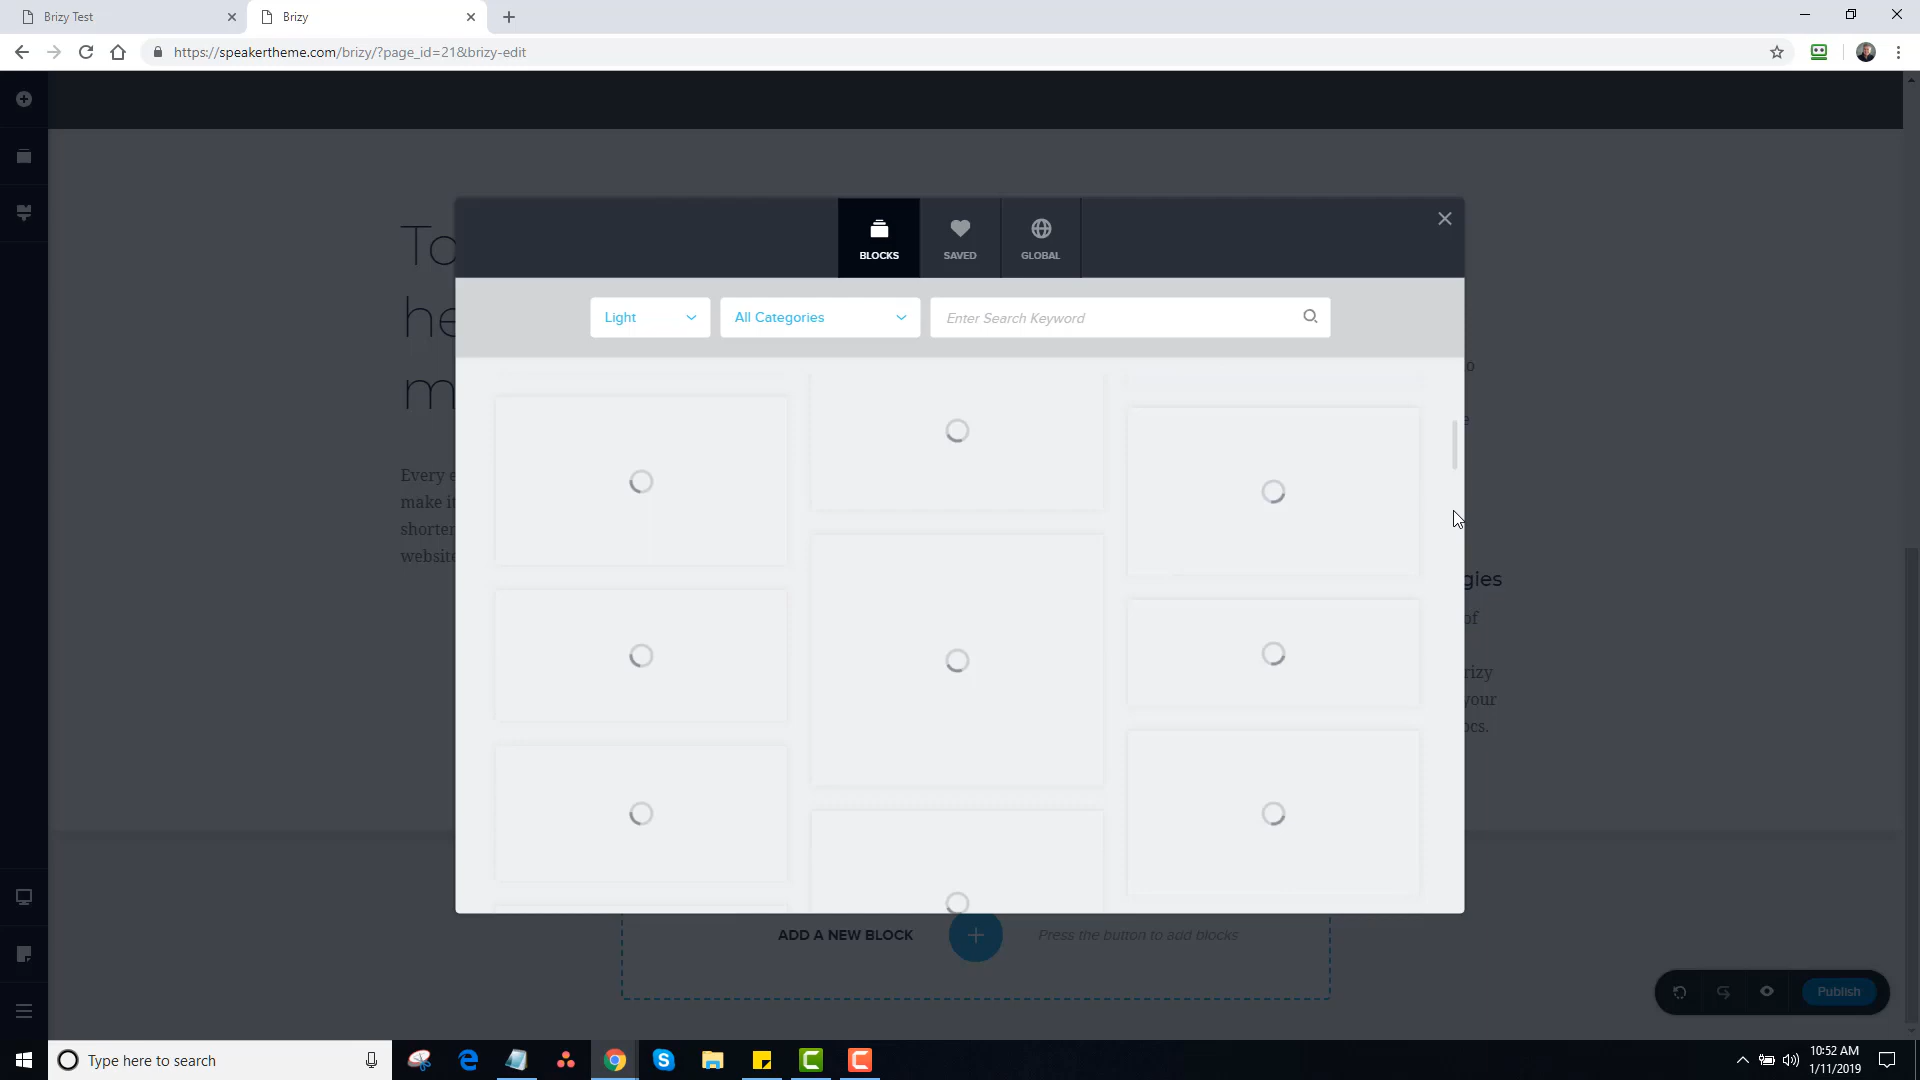 Brizy Test
Brizy
https://speakertheme.com/brizy/?page_id=21&brizy-edit
BLOCKS
SAVED
GLOBAL
Light
All Categories
Enter Search Keyword
To
he
m
Every e
make i
shorter
website
o
e
gies
of
rizy
your
ocs.
ADD A NEW BLOCK
Press the button to add blocks
Publish
Type here to search
10:52 AM
1/11/2019